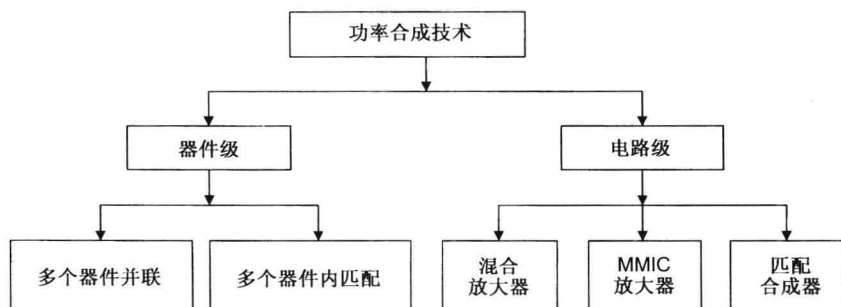 功率合成技术
器件级
电路级
多个器件并联
多个器件内匹配
混合
放大器
MMIC
放大器
匹配
合成器